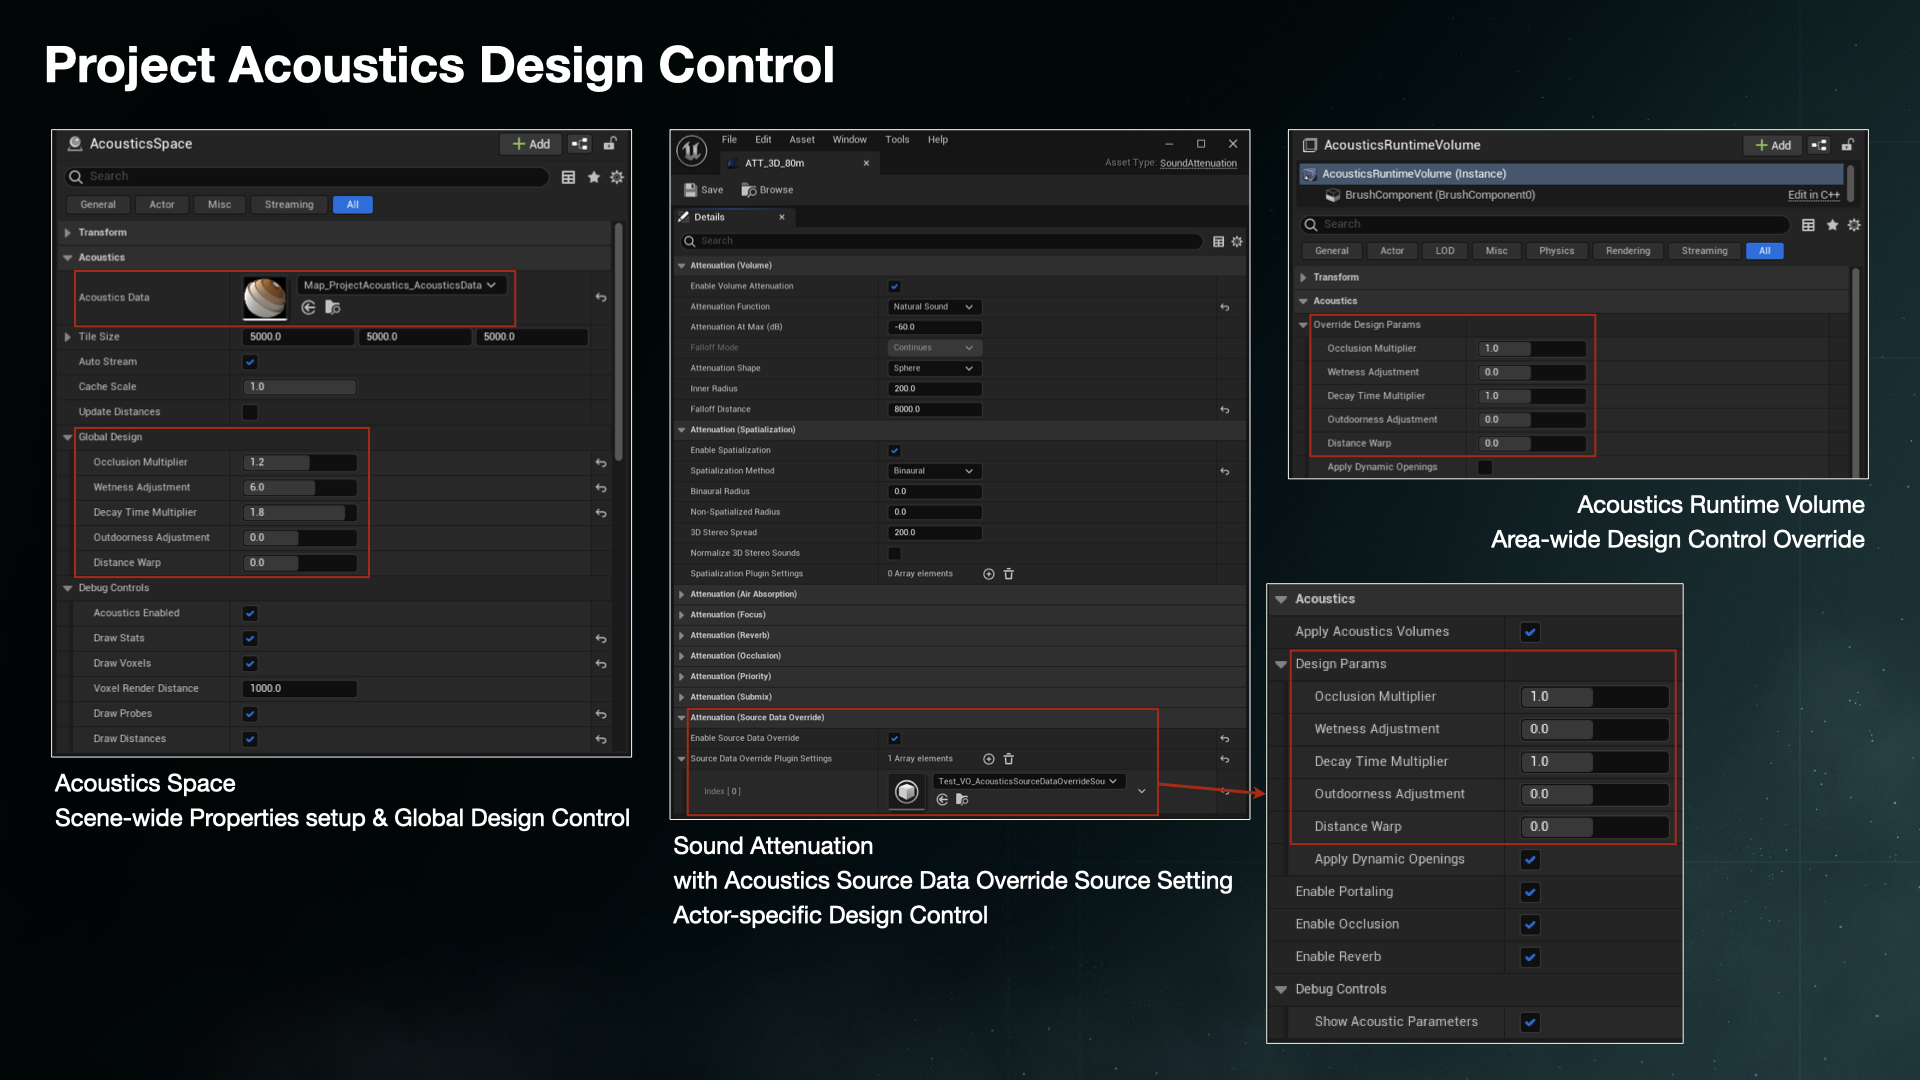 Project Acoustics Design Control
AcousticsSpace
+ Add
Search
General Actor Misc Streaming All
Transform
Acoustics
Acoustics Data Map_ProjectAcoustics_AcousticsData
Tile Size 5000.0 5000.0 5000.0
Auto Stream
Cache Scale 1.0
Update Distances
Global Design
Occlusion Multiplier 1.2
Wetness Adjustment 6.0
Decay Time Multiplier 1.8
Outdoorness Adjustment 0.0
Distance Warp 0.0
Debug Controls
Acoustics Enabled
Draw Stats
Draw Voxels
Voxel Render Distance 1000.0
Draw Probes
Draw Distances
Acoustics Space
Scene-wide Properties setup & Global Design Control
File Edit Asset Window Tools Help
ATT_3D_80m
Asset Type: SoundAttenuation
Save Browse
Details
Search
Attenuation (Volume)
Enable Volume Attenuation
Attenuation Function Natural Sound
Attenuation At Max (dB) -60.0
Falloff Mode Continues
Attenuation Shape Sphere
Inner Radius 200.0
Falloff Distance 8000.0
Attenuation (Spatialization)
Enable Spatialization
Spatialization Method Binaural
Binaural Radius 0.0
Non-Spatialized Radius 0.0
3D Stereo Spread 200.0
Normalize 3D Stereo Sounds
Spatialization Plugin Settings 0 Array elements
Attenuation (Air Absorption)
Attenuation (Focus)
Attenuation (Reverb)
Attenuation (Occlusion)
Attenuation (Priority)
Attenuation (Submix)
Attenuation (Source Data Override)
Enable Source Data Override
Source Data Override Plugin Settings 1 Array elements
Index [ 0 ] Test_VO_AcousticsSourceDataOverrideSou
Sound Attenuation
with Acoustics Source Data Override Source Setting
Actor-specific Design Control
AcousticsRuntimeVolume
+ Add
AcousticsRuntimeVolume (Instance)
BrushComponent (BrushComponent0) Edit in C++
Search
General Actor LOD Misc Physics Rendering Streaming All
Transform
Acoustics
Override Design Params
Occlusion Multiplier 1.0
Wetness Adjustment 0.0
Decay Time Multiplier 1.0
Outdoorness Adjustment 0.0
Distance Warp 0.0
Apply Dynamic Openings
Acoustics Runtime Volume
Area-wide Design Control Override
Acoustics
Apply Acoustics Volumes
Design Params
Occlusion Multiplier 1.0
Wetness Adjustment 0.0
Decay Time Multiplier 1.0
Outdoorness Adjustment 0.0
Distance Warp 0.0
Apply Dynamic Openings
Enable Portaling
Enable Occlusion
Enable Reverb
Debug Controls
Show Acoustic Parameters